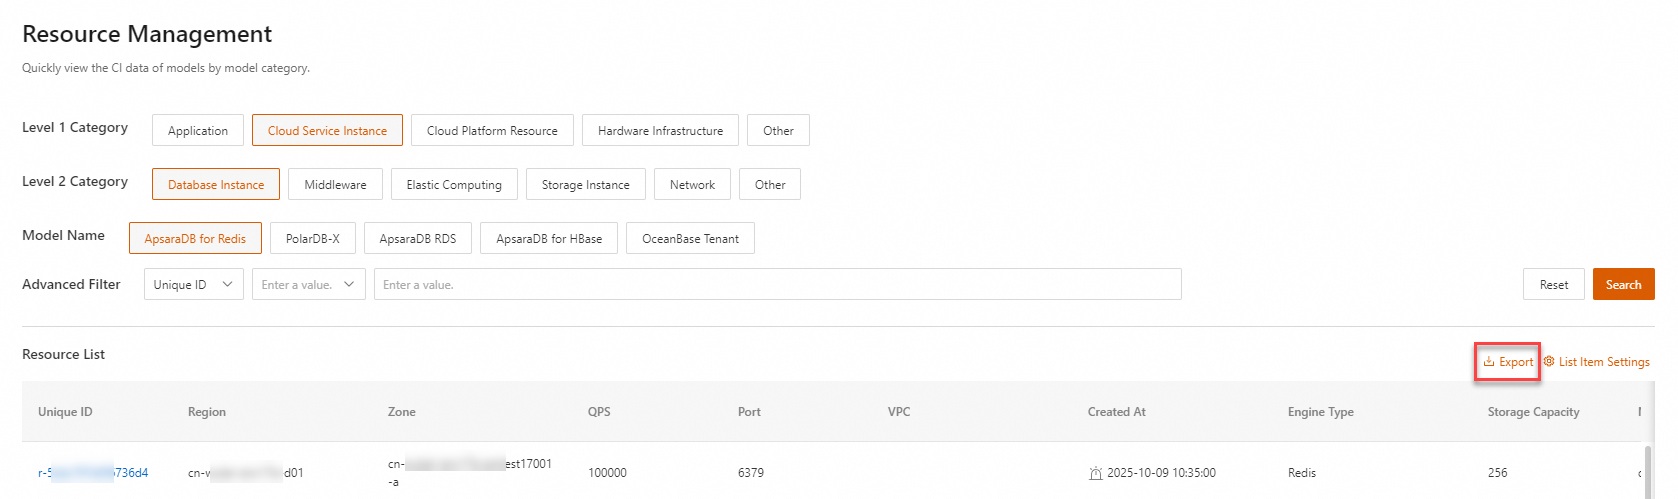 Resource Management
Quickly view the CI data of models by model category.
Level 1 Category Application Cloud Service Instance Cloud Platform Resource Hardware Infrastructure Other
Level 2 Category Database Instance Middleware Elastic Computing Storage Instance Network Other
Model Name ApsaraDB for Redis PolarDB-X ApsaraDB RDS ApsaraDB for HBase OceanBase Tenant
Advanced Filter Unique ID Enter a value. Enter a value. Reset Search
Resource List Export List Item Settings
Unique ID Region Zone QPS Port VPC Created At Engine Type Storage Capacity
r-5 736d4 cn-w d01 cn- est17001 100000 6379 2025-10-09 10:35:00 Redis 256
-a